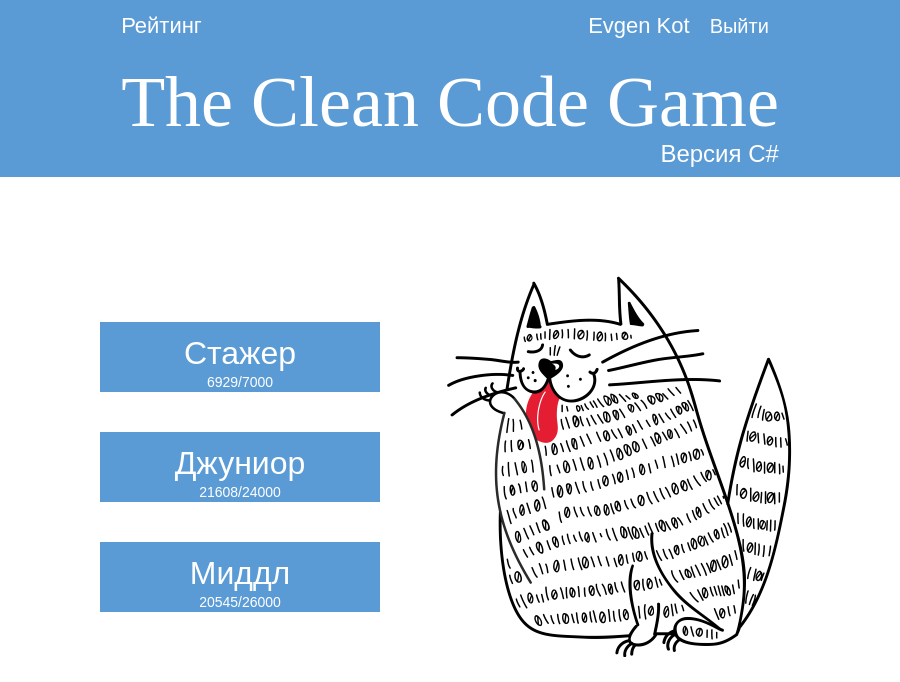 Рейтинг
Evgen Kot Выйти
The Clean Code Game
Версия C#
Стажер
6929/7000
Джуниор
21608/24000
Миддл
20545/26000